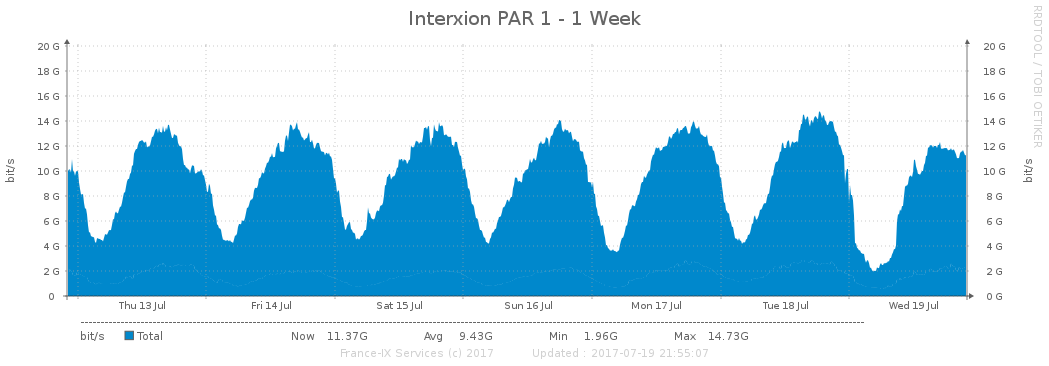 Interxion PAR 1 - 1 Week
RRDTOOL / TOBI OETIKER
bit/s
20 G 20 G
18 G 18 G
16 G 16 G
14 G 14 G
12 G 12 G
10 G 10 G
8 G 8 G
6 G 6 G
4 G 4 G
2 G 2 G
0 0 G
bit/s
Thu 13 Jul Fri 14 Jul Sat 15 Jul Sun 16 Jul Mon 17 Jul Tue 18 Jul Wed 19 Jul
bit/s Total Now 11.37G Avg 9.43G Min 1.96G Max 14.73G
France-IX Services (c) 2017 Updated : 2017-07-19 21:55:07